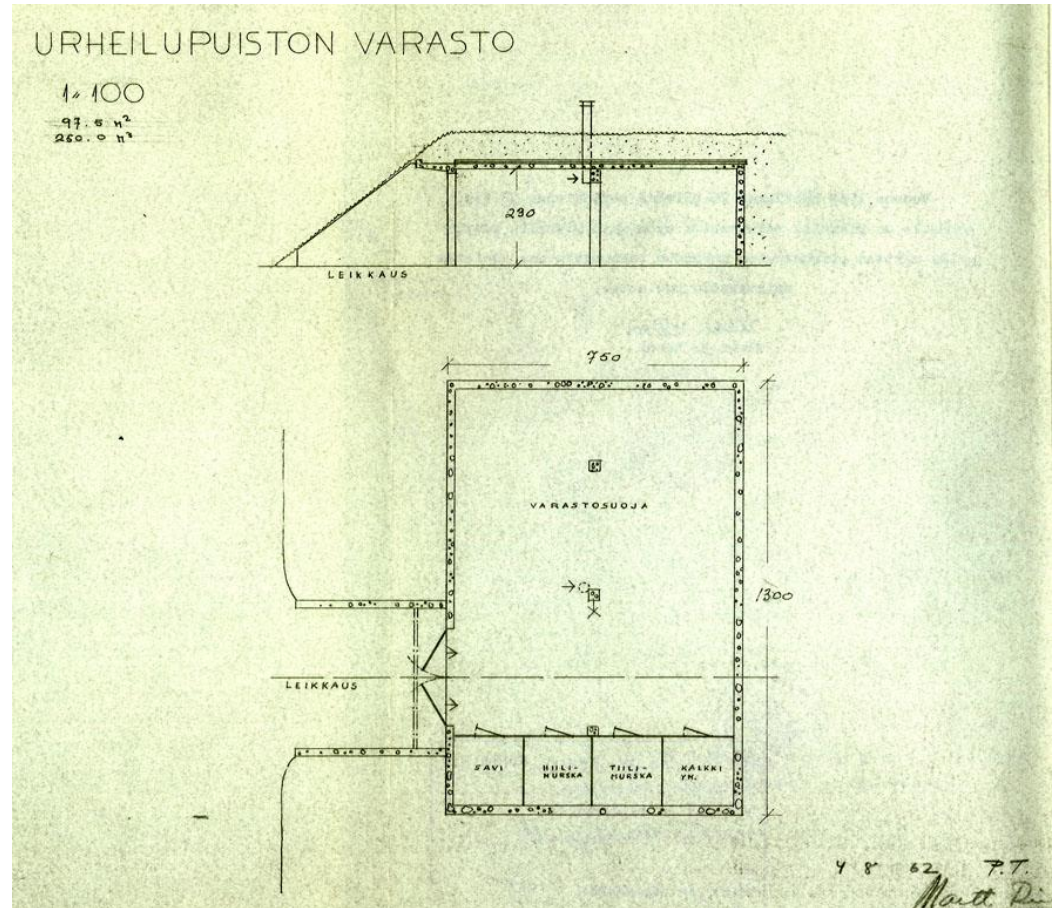 URHEILUPUISTON VARASTO
1:100
97.5 m²
250.0 m³
290
LEIKKAUS
750
VARASTOSUOJA
1300
LEIKKAUS
SAVI
HIILI-
MURSKA
TIILI-
MURSKA
KALKKI
YM.
4 8 62 P.T.